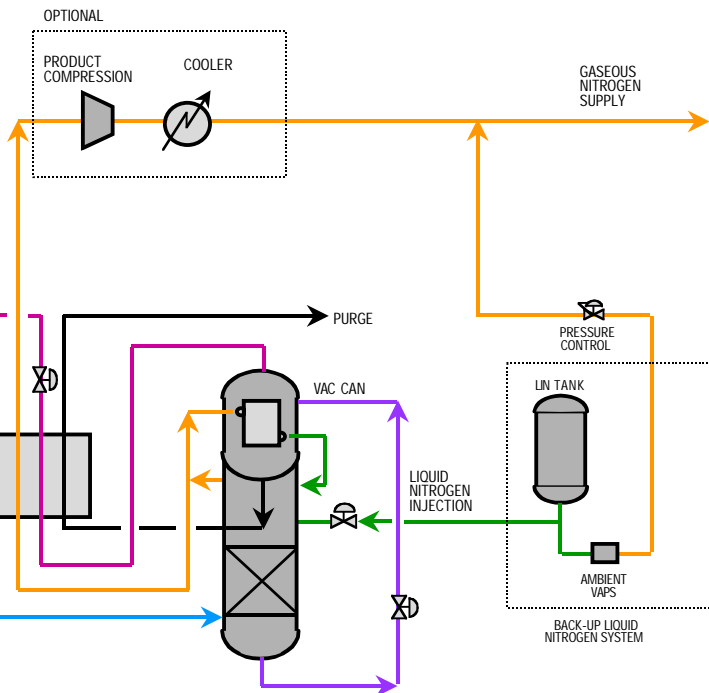 OPTIONAL
PRODUCT
COMPRESSION
COOLER
GASEOUS
NITROGEN
SUPPLY
PURGE
PRESSURE
CONTROL
VAC CAN
LIN TANK
LIQUID
NITROGEN
INJECTION
AMBIENT
VAPS
BACK-UP LIQUID
NITROGEN SYSTEM